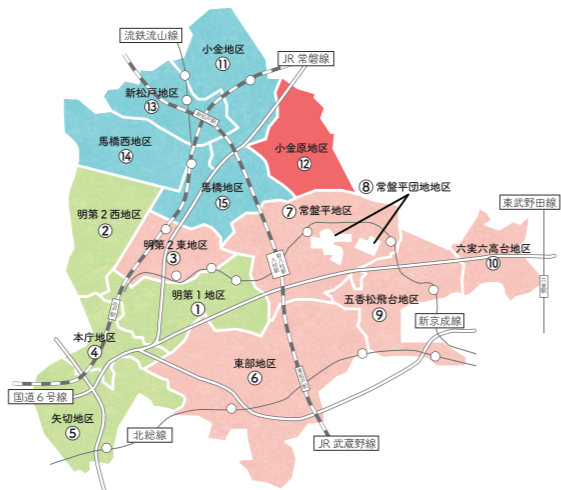 流鉄流山線
小金地区
⑪
JR常磐線
新松戸地区
⑬
馬橋西地区
⑭
小金原地区
⑫
馬橋地区
⑮
⑧常盤平団地地区
⑦常盤平地区
東武野田線
明第2西地区
②
明第2東地区
③
六実六高台地区
⑩
明第1地区
①
五香松飛台地区
⑨
新京成線
本庁地区
④
東部地区
⑥
国道6号線
矢切地区
⑤
北総線
JR武蔵野線